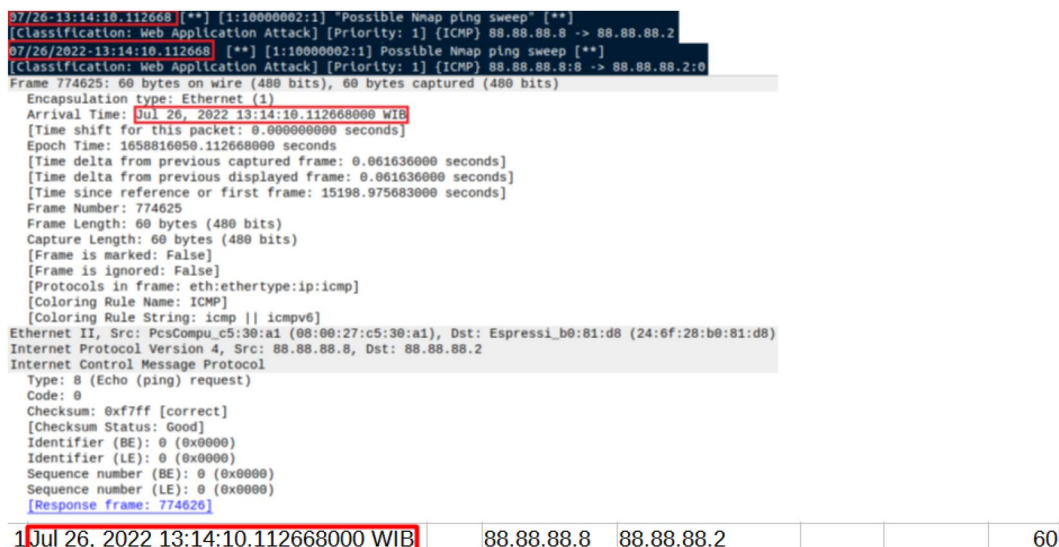 07/26-13:14:10.112668 [**] [1:10000002:1] "Possible Nmap ping sweep" [**]
[Classification: Web Application Attack] [Priority: 1] {ICMP} 88.88.88.8 -> 88.88.88.2
07/26/2022-13:14:10.112668 [**] [1:10000002:1] Possible Nmap ping sweep [**]
[Classification: Web Application Attack] [Priority: 1] {ICMP} 88.88.88.8:8 -> 88.88.88.2:0
Frame 774625: 60 bytes on wire (480 bits), 60 bytes captured (480 bits)
Encapsulation type: Ethernet (1)
Arrival Time: Jul 26, 2022 13:14:10.112668000 WIB
[Time shift for this packet: 0.000000000 seconds]
Epoch Time: 1658816050.112668000 seconds
[Time delta from previous captured frame: 0.061636000 seconds]
[Time delta from previous displayed frame: 0.061636000 seconds]
[Time since reference or first frame: 15198.975683000 seconds]
Frame Number: 774625
Frame Length: 60 bytes (480 bits)
Capture Length: 60 bytes (480 bits)
[Frame is marked: False]
[Frame is ignored: False]
[Protocols in frame: eth:ethertype:ip:icmp]
[Coloring Rule Name: ICMP]
[Coloring Rule String: icmp || icmpv6]
Ethernet II, Src: PcsCompu_c5:30:a1 (08:00:27:c5:30:a1), Dst: Espressi_b0:81:d8 (24:6f:28:b0:81:d8)
Internet Protocol Version 4, Src: 88.88.88.8, Dst: 88.88.88.2
Internet Control Message Protocol
Type: 8 (Echo (ping) request)
Code: 0
Checksum: 0xf7ff [correct]
[Checksum Status: Good]
Identifier (BE): 0 (0x0000)
Identifier (LE): 0 (0x0000)
Sequence number (BE): 0 (0x0000)
Sequence number (LE): 0 (0x0000)
[Response frame: 774626]
1 Jul 26, 2022 13:14:10.112668000 WIB 88.88.88.8 88.88.88.2 60